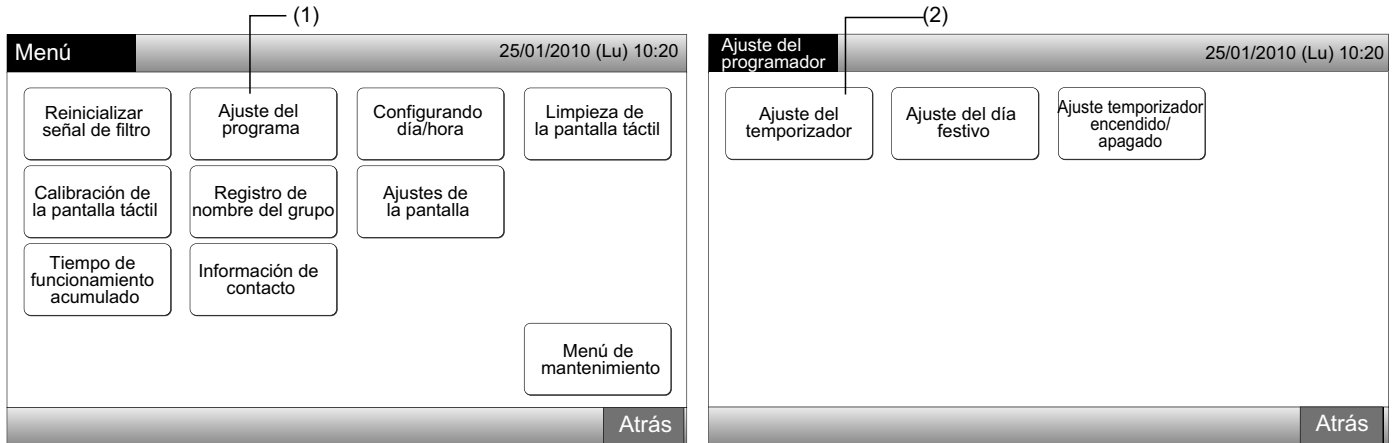 (1)
Menú
25/01/2010 (Lu) 10:20
Reinicializar
señal de filtro
Ajuste del
programa
Configurando
día/hora
Limpieza de
la pantalla táctil
Calibración de
la pantalla táctil
Registro de
nombre del grupo
Ajustes de
la pantalla
Tiempo de
funcionamiento
acumulado
Información de
contacto
Menú de
mantenimiento
Atrás
(2)
Ajuste del
programador
25/01/2010 (Lu) 10:20
Ajuste del
temporizador
Ajuste del día
festivo
Ajuste temporizador
encendido/
apagado
Atrás